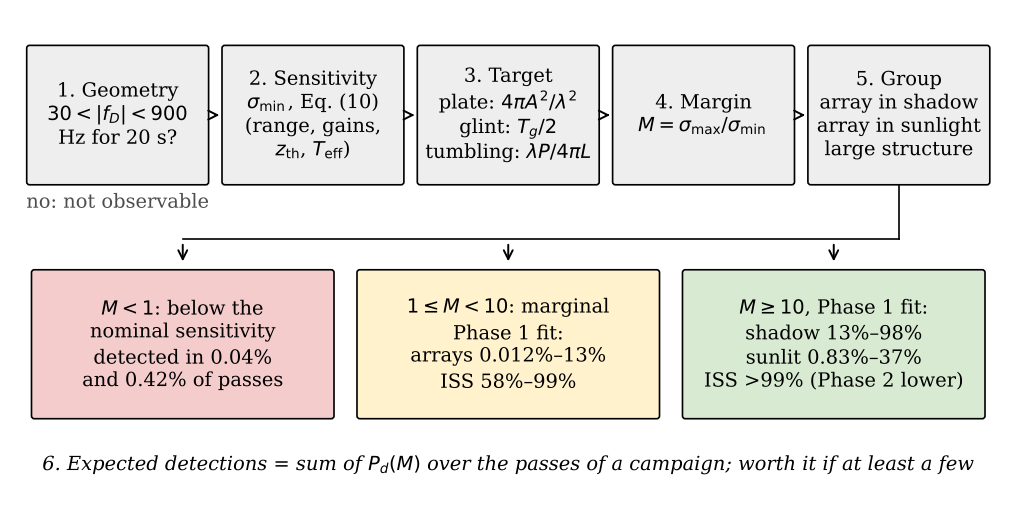 1. Geometry
30 < |f_D| < 900
Hz for 20 s?
2. Sensitivity
σ_min, Eq. (10)
(range, gains,
z_th, T_eff)
3. Target
plate: 4πA²/λ²
glint: T_g/2
tumbling: λP/4πL
4. Margin
M = σ_max/σ_min
5. Group
array in shadow
array in sunlight
large structure
no: not observable
M < 1: below the
nominal sensitivity
detected in 0.04%
and 0.42% of passes
1 ≤ M < 10: marginal
Phase 1 fit:
arrays 0.012%–13%
ISS 58%–99%
M ≥ 10, Phase 1 fit:
shadow 13%–98%
sunlit 0.83%–37%
ISS >99% (Phase 2 lower)
6. Expected detections = sum of P_d(M) over the passes of a campaign; worth it if at least a few